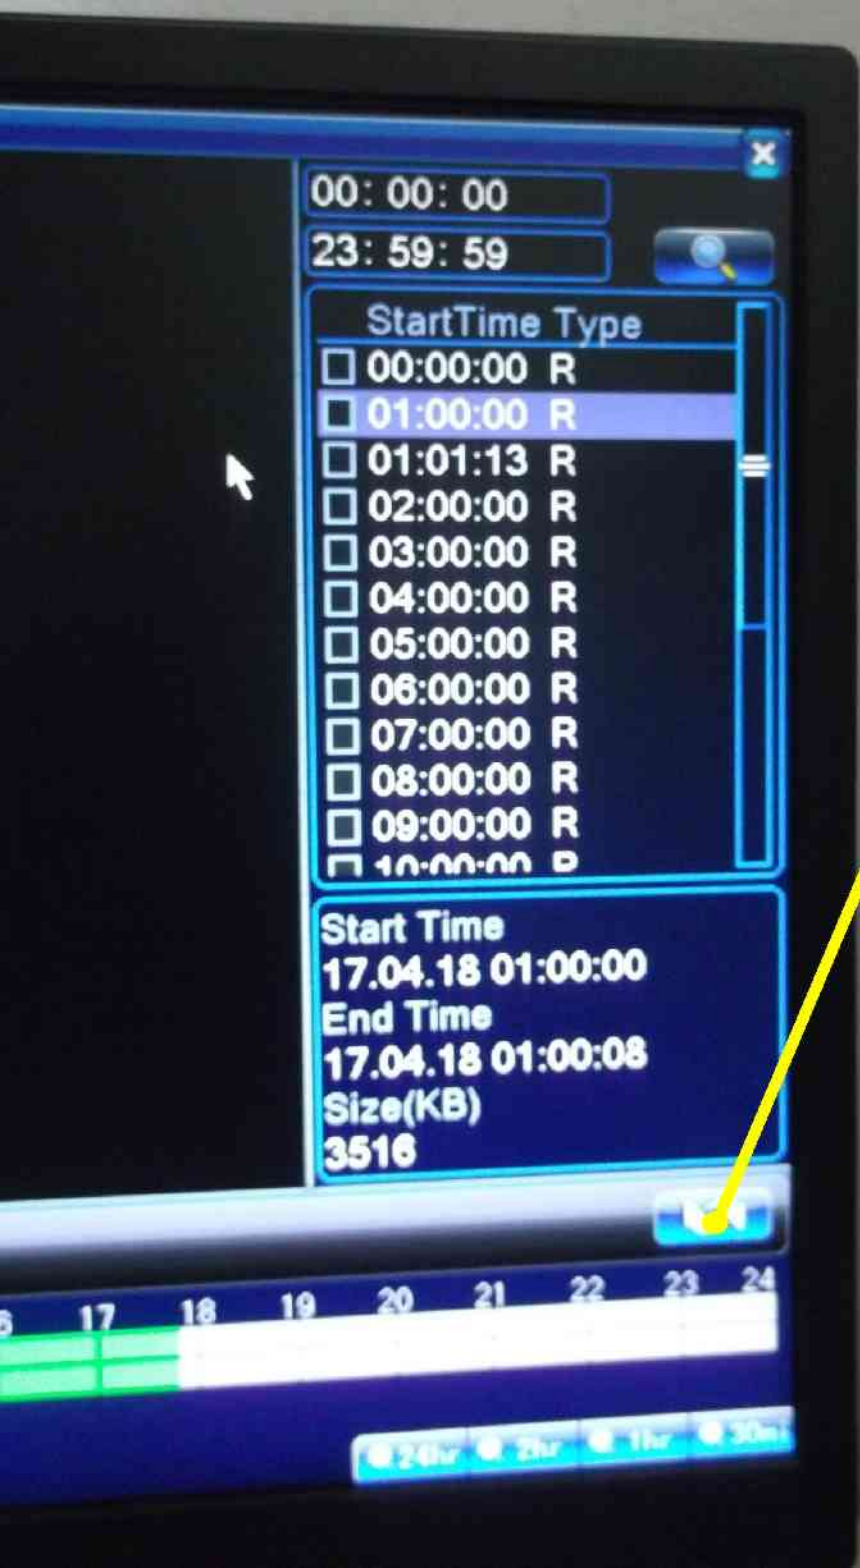 00: 00: 00
23: 59: 59
StartTime Type
00:00:00 R
01:00:00 R
01:01:13 R
02:00:00 R
03:00:00 R
04:00:00 R
05:00:00 R
06:00:00 R
07:00:00 R
08:00:00 R
09:00:00 R
10:00:00 R
Start Time
17.04.18 01:00:00
End Time
17.04.18 01:00:08
Size(KB)
3516
17 18 19 20 21 22 23 24
24hr 2hr 1hr